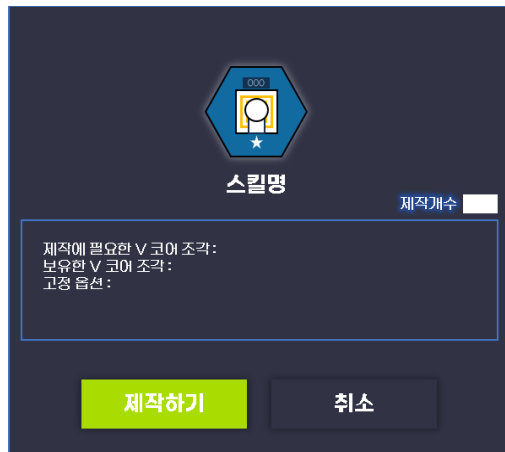 000
스킬명
제작개수
제작에 필요한 V 코어 조각 :
보유한 V 코어 조각 :
고정 옵션 :
제작하기
취소